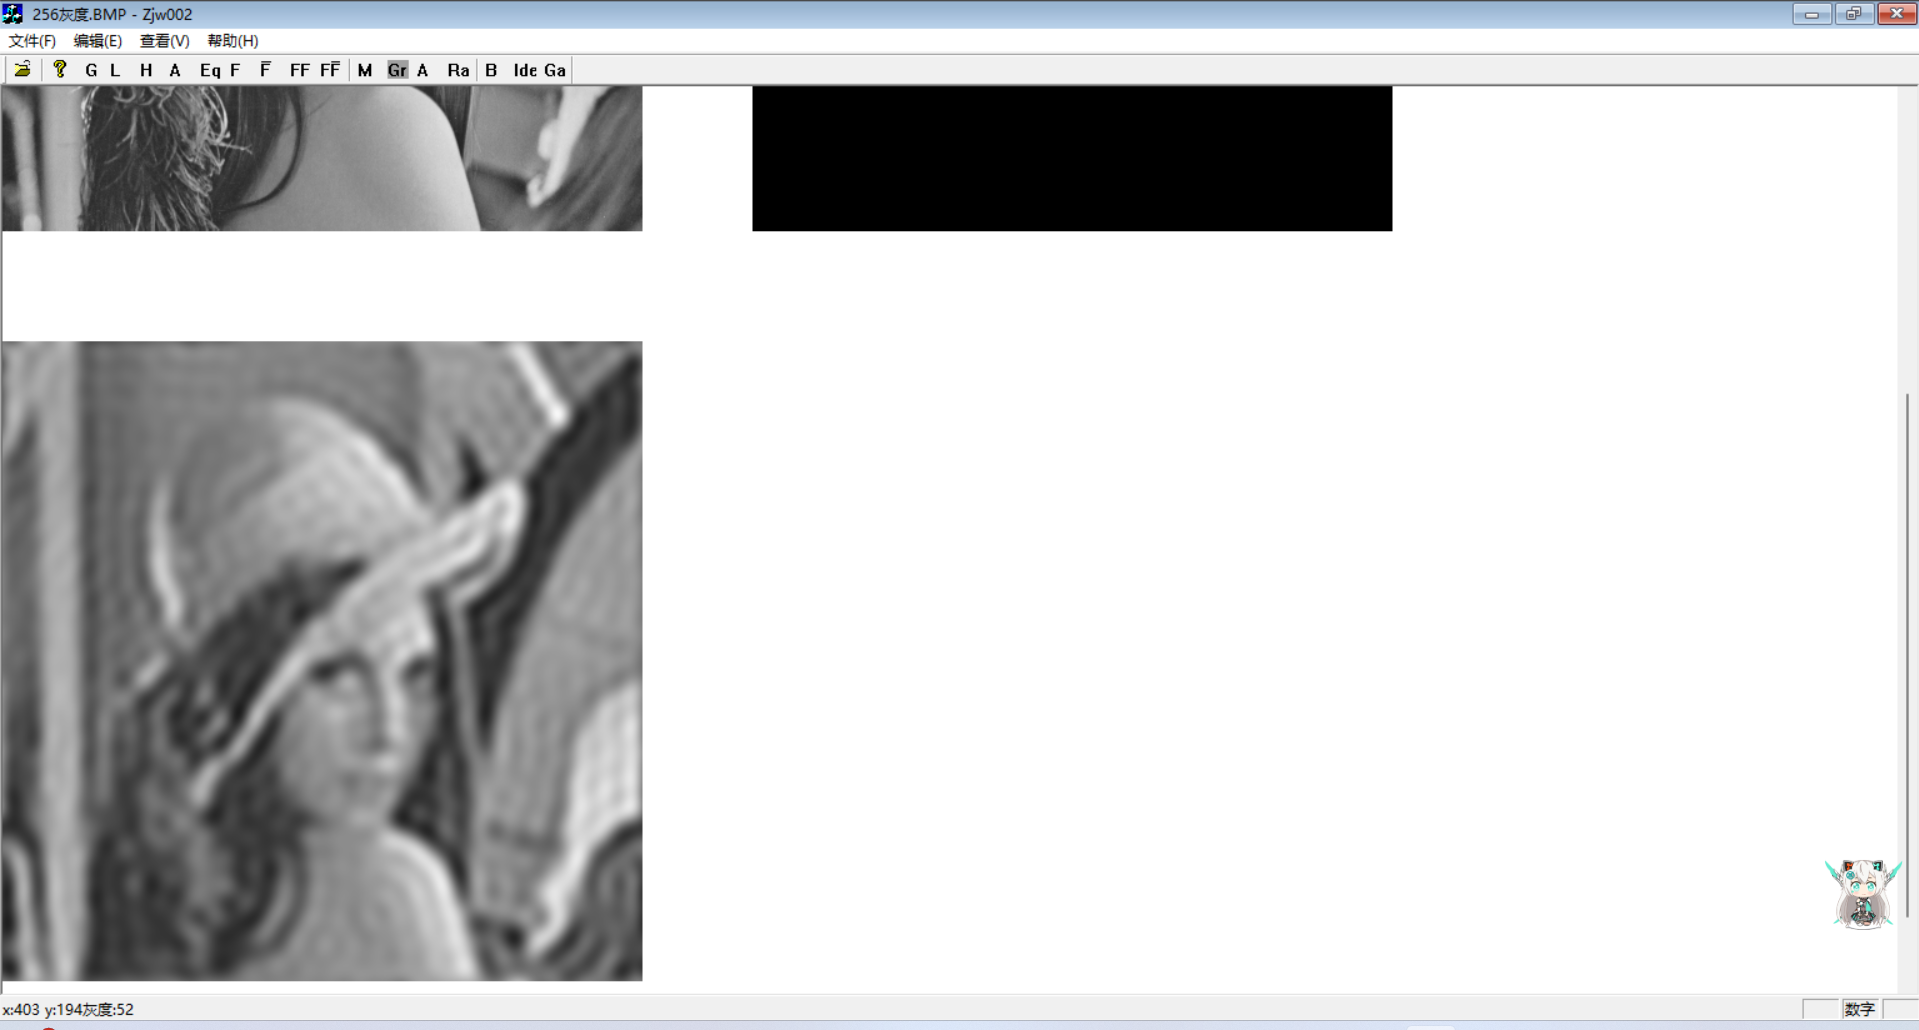 256灰度.BMP - Zjw002
文件(F) 编辑(E) 查看(V) 帮助(H)
G L H A Eq F F̅ FF FF̅ M Gr A Ra B Ide Ga
x:403 y:194灰度:52
数字